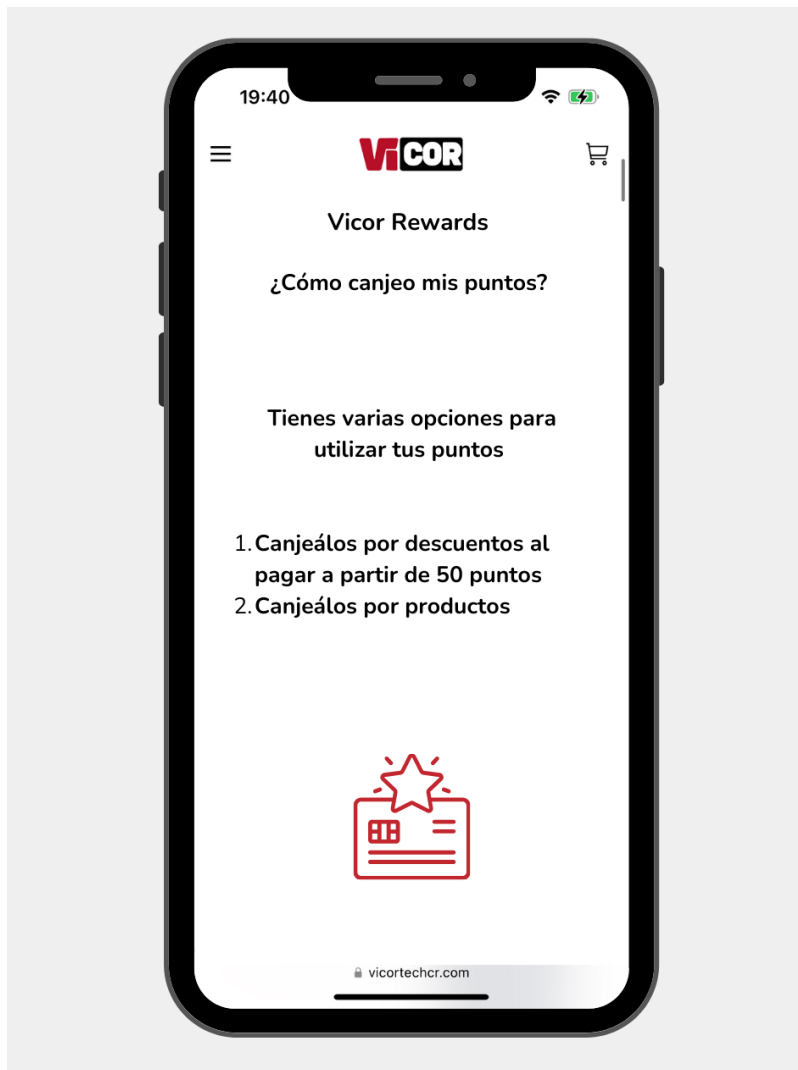 19:40
ViCOR
Vicor Rewards
¿Cómo canjeo mis puntos?
Tienes varias opciones para
utilizar tus puntos
1. Canjeálos por descuentos al
pagar a partir de 50 puntos
2. Canjeálos por productos
vicortechcr.com